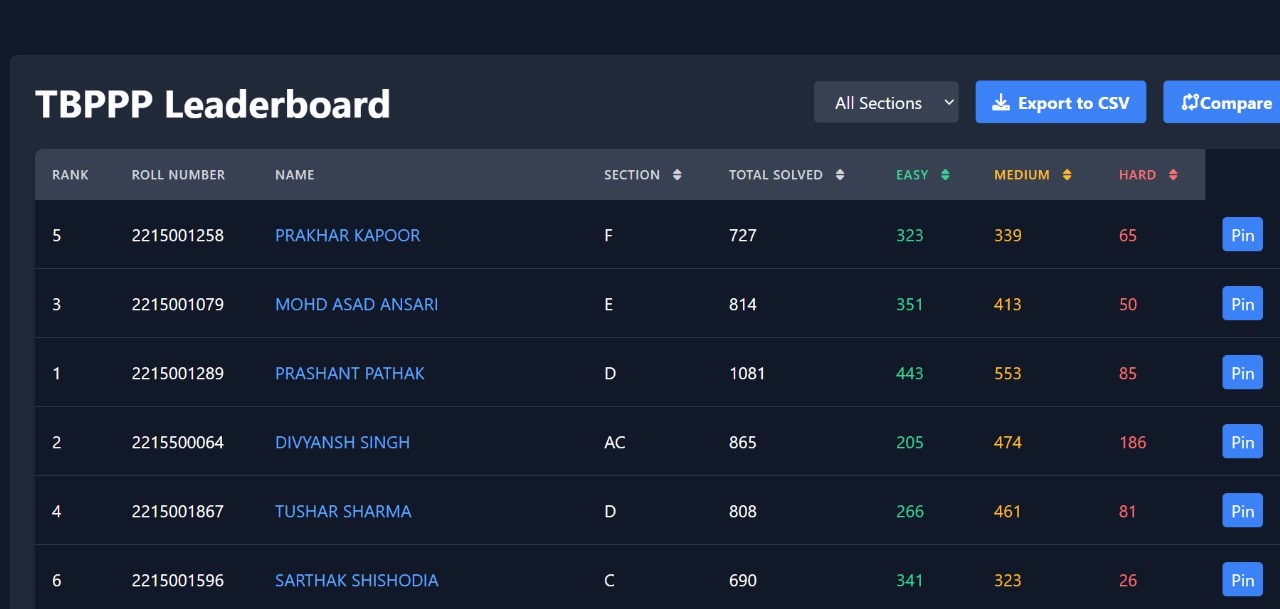 TBPPP Leaderboard All Sections Export to CSV Compare
RANK ROLL NUMBER NAME SECTION TOTAL SOLVED EASY MEDIUM HARD
5 2215001258 PRAKHAR KAPOOR F 727 323 339 65 Pin
3 2215001079 MOHD ASAD ANSARI E 814 351 413 50 Pin
1 2215001289 PRASHANT PATHAK D 1081 443 553 85 Pin
2 2215500064 DIVYANSH SINGH AC 865 205 474 186 Pin
4 2215001867 TUSHAR SHARMA D 808 266 461 81 Pin
6 2215001596 SARTHAK SHISHODIA C 690 341 323 26 Pin